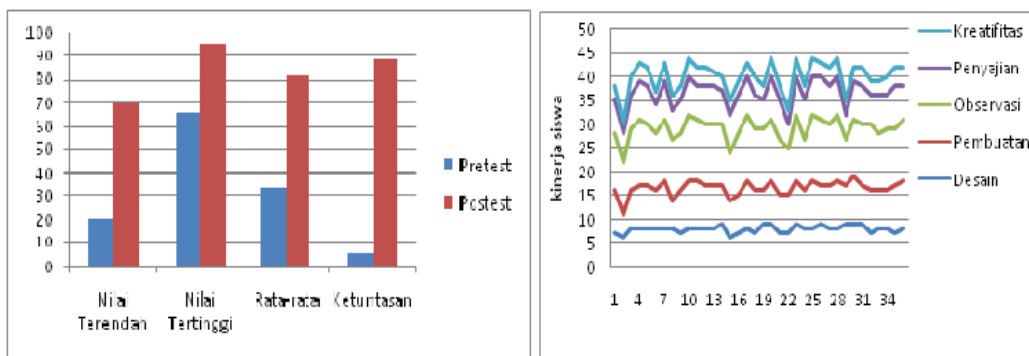 100
90
80
70
60
50
40
30
20
10
0
Nilai Terendah
Nilai Tertinggi
Rata-rata
Ketuntasan
Pretest
Postest
50
45
40
35
30
25
20
15
10
5
0
kinerja siswa
1 4 7 10 13 16 19 22 25 28 31 34
Kreatifitas
Penyajian
Observasi
Pembuatan
Desain